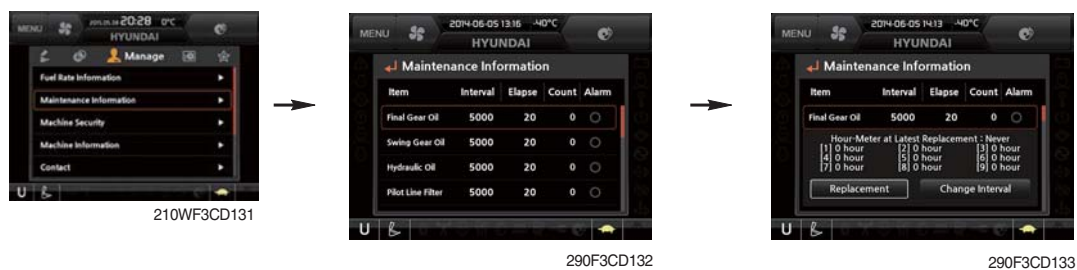 MENU 20:28 0°C
HYUNDAI
Manage
Fuel Rate Information
Maintenance Information
Machine Security
Machine Information
Contact
U
210WF3CD131
MENU 2014-06-05 13:16 -40°C
HYUNDAI
Maintenance Information
Item Interval Elapse Count Alarm
Final Gear Oil 5000 20 0
Swing Gear Oil 5000 20 0
Hydraulic Oil 5000 20 0
Pilot Line Filter 5000 20 0
U
290F3CD132
MENU 2014-06-05 14:13 -40°C
HYUNDAI
Maintenance Information
Item Interval Elapse Count Alarm
Final Gear Oil 5000 20 0
Hour-Meter at Latest Replacement : Never
[1] 0 hour [2] 0 hour [3] 0 hour
[4] 0 hour [5] 0 hour [6] 0 hour
[7] 0 hour [8] 0 hour [9] 0 hour
Replacement Change Interval
U
290F3CD133